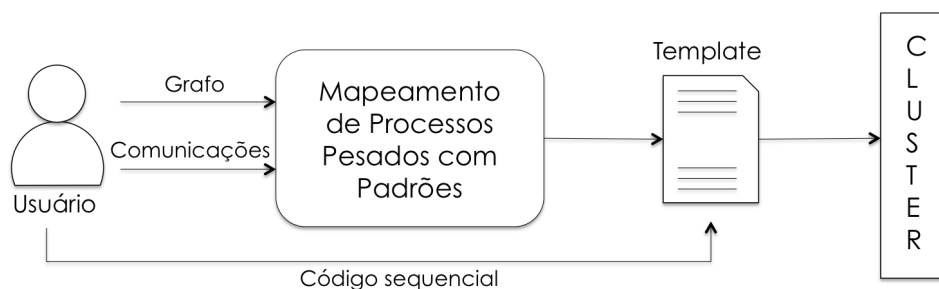 Template
Grafo
Mapeamento
de Processos
Pesados com
Padrões
Comunicações
Usuário
Código sequencial
C
L
U
S
T
E
R